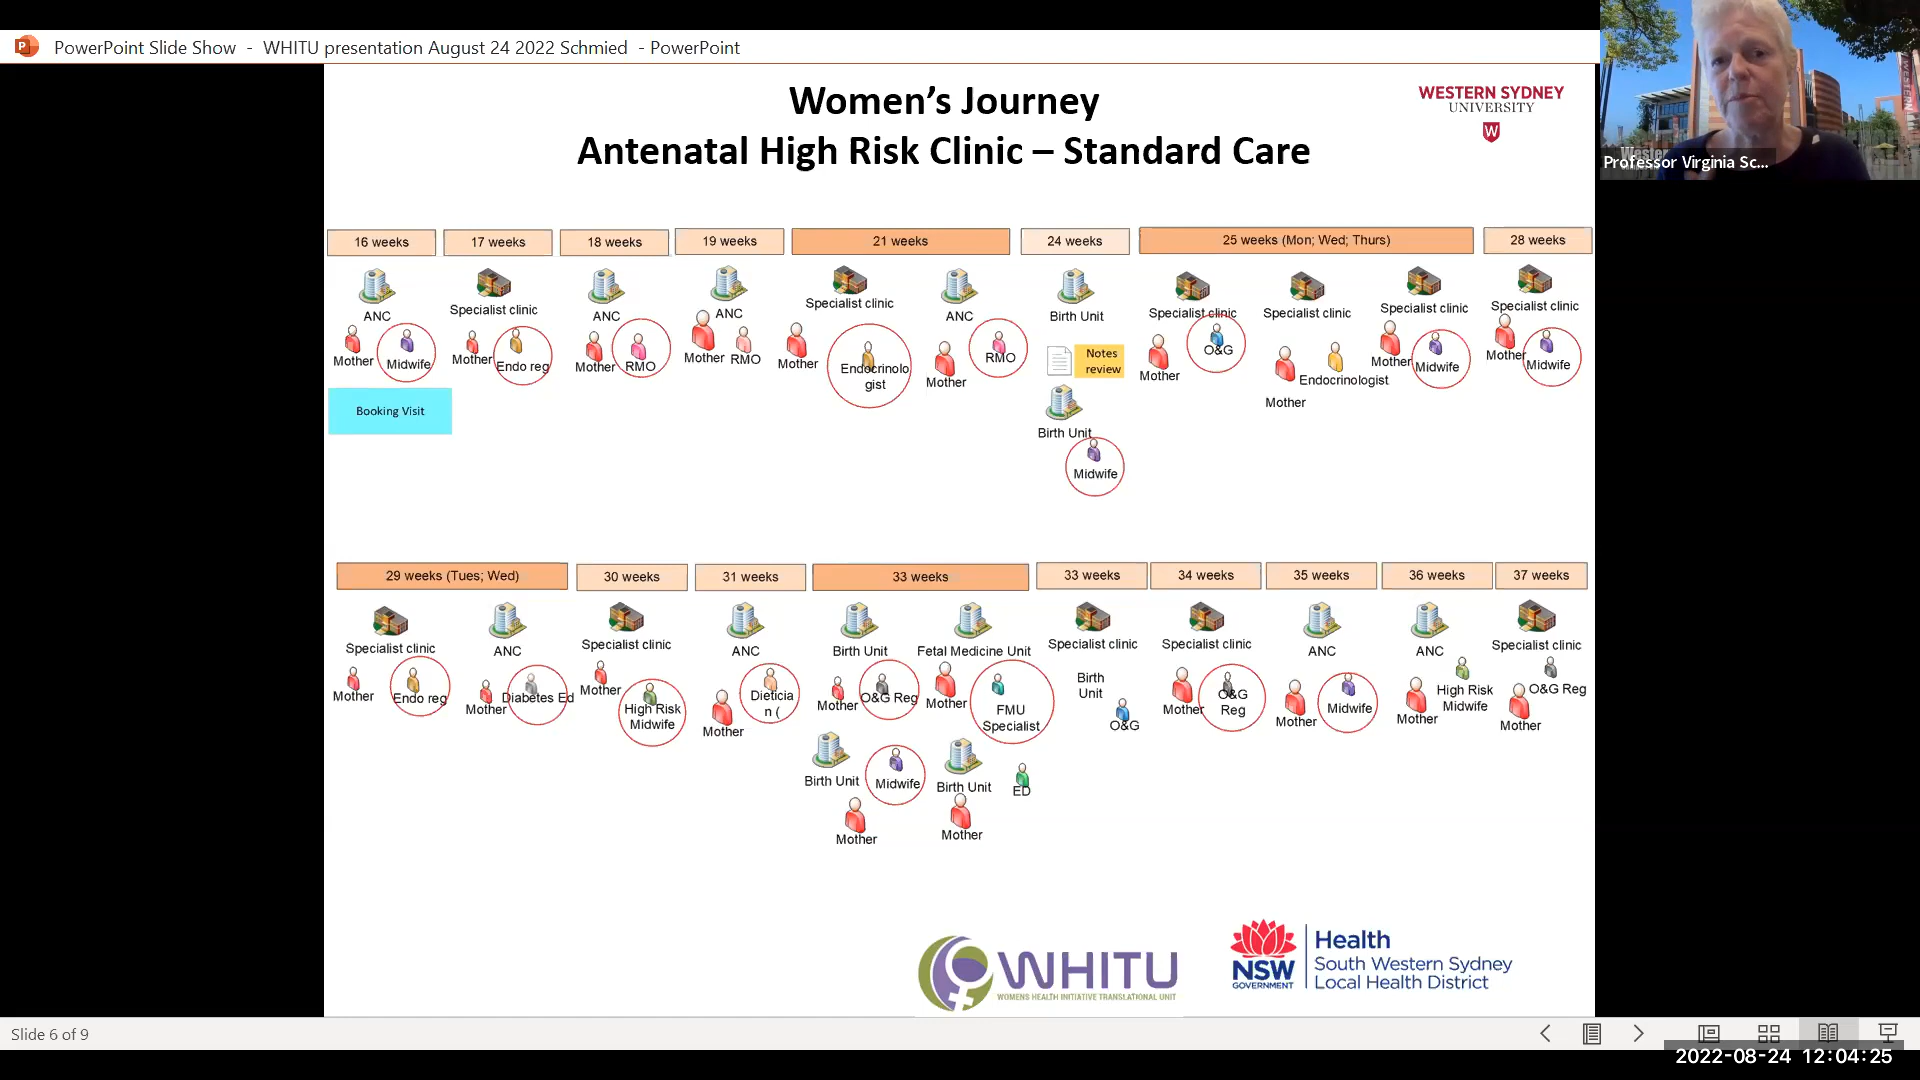 PowerPoint Slide Show - WHITU presentation August 24 2022 Schmied - PowerPoint
Women's Journey
Antenatal High Risk Clinic – Standard Care
WESTERN SYDNEY
UNIVERSITY
W
Professor Virginia Sc...
16 weeks
17 weeks
18 weeks
19 weeks
21 weeks
24 weeks
25 weeks (Mon; Wed; Thurs)
28 weeks
ANC
Mother
Midwife
Booking Visit
Specialist clinic
Mother
Endo reg
ANC
Mother
RMO
ANC
Mother
RMO
Specialist clinic
Mother
Endocrinolo
gist
ANC
Mother
RMO
Birth Unit
Notes
review
Birth Unit
Midwife
Specialist clinic
Mother
O&G
Specialist clinic
Endocrinologist
Mother
Specialist clinic
Mother
Midwife
Specialist clinic
Mother
Midwife
29 weeks (Tues; Wed)
30 weeks
31 weeks
33 weeks
33 weeks
34 weeks
35 weeks
36 weeks
37 weeks
Specialist clinic
Mother
Endo reg
ANC
Mother
Diabetes Ed
Specialist clinic
Mother
High Risk
Midwife
ANC
Mother
Dieticia
n (
Birth Unit
Mother
O&G Reg
Birth Unit
Midwife
Mother
Fetal Medicine Unit
Mother
FMU
Specialist
Birth Unit
ED
Mother
Specialist clinic
Birth
Unit
O&G
Specialist clinic
Mother
O&G
Reg
ANC
Mother
Midwife
ANC
Mother
High Risk
Midwife
Specialist clinic
O&G Reg
Mother
WHITU
WOMENS HEALTH INITIATIVE TRANSLATIONAL UNIT
NSW
GOVERNMENT
Health
South Western Sydney
Local Health District
Slide 6 of 9
2022-08-24 12:04:25